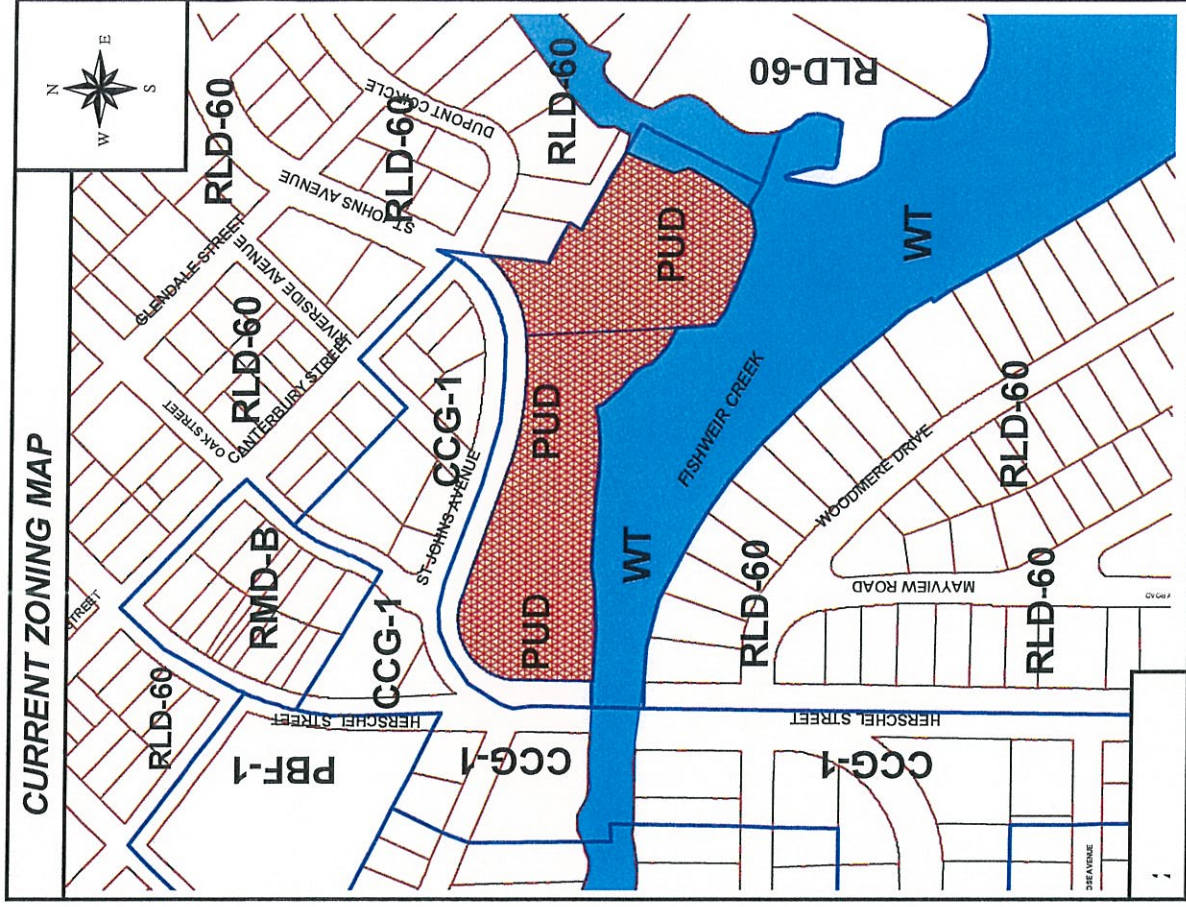 CURRENT ZONING MAP
N
W
E
S
RLD-60
DUPONT CIRCLE
RLD-60
RLD-60
RLD-60
ST JOHNS AVENUE
GLENDALE STREET
RIVERSIDE AVENUE
RLD-60
OAK STREET
CANTERBURY STREET
CCG-1
ST JOHNS AVENUE
STREET
RMD-B
RLD-60
CCG-1
HERSCHEL STREET
PBF-1
CCG-1
PUD
PUD
PUD
WT
WT
FISHWEIR CREEK
WOODMERE DRIVE
RLD-60
RLD-60
MAYVIEW ROAD
RLD-60
HERSCHEL STREET
CCG-1
OSE AVENUE